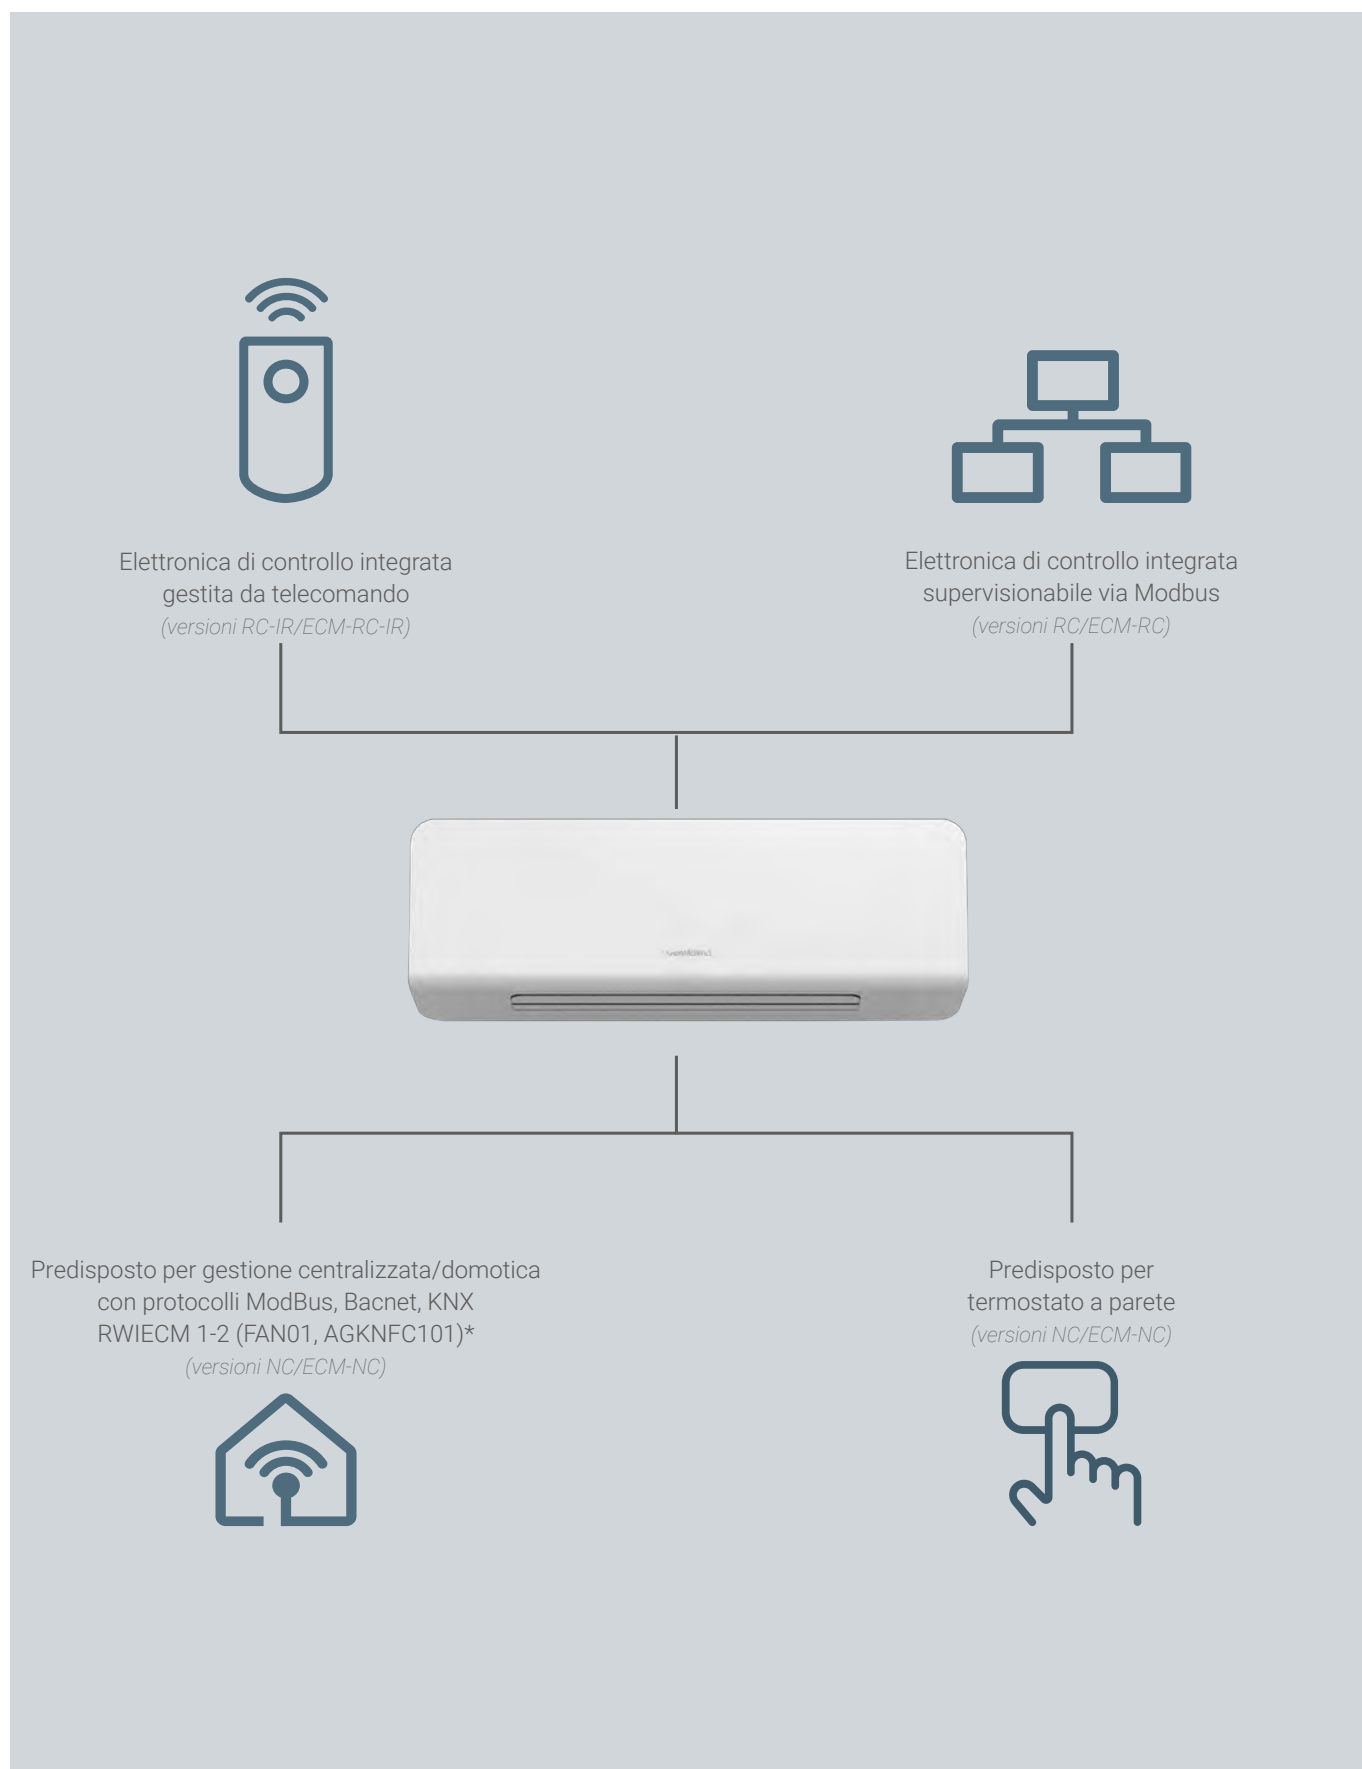 Elettronica di controllo integrata
gestita da telecomando
(versioni RC-IR/ECM-RC-IR)
Elettronica di controllo integrata
supervisionabile via Modbus
(versioni RC/ECM-RC)
Predisposto per gestione centralizzata/domotica
con protocolli ModBus, Bacnet, KNX
RWIECM 1-2 (FAN01, AGKNFC101)*
(versioni NC/ECM-NC)
Predisposto per
termostato a parete
(versioni NC/ECM-NC)